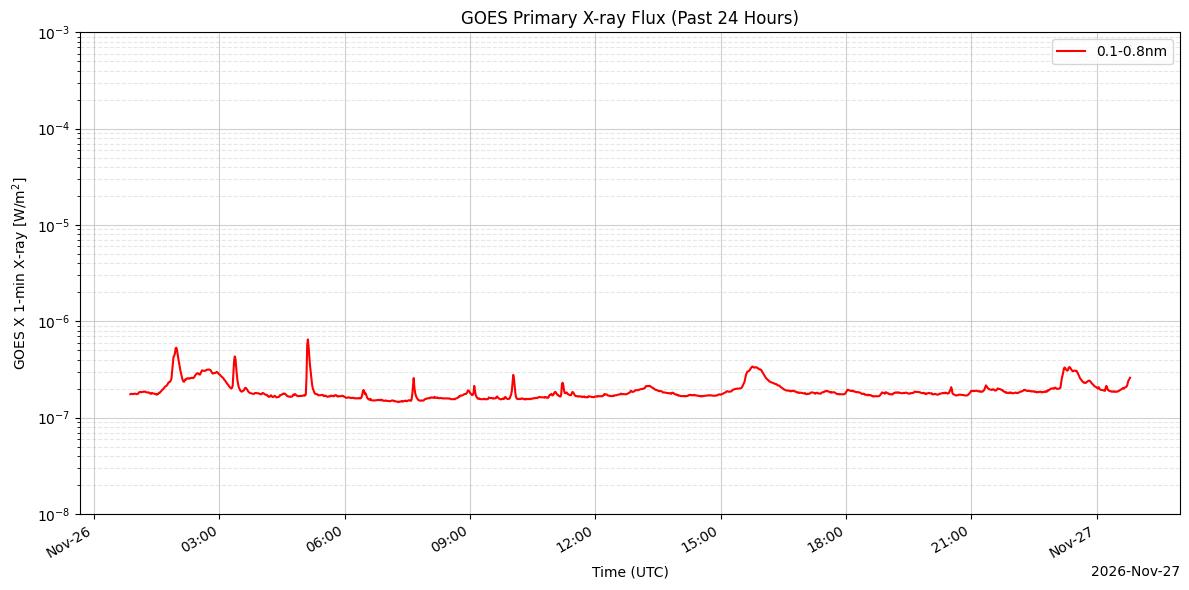 GOES Primary X-ray Flux (Past 24 Hours)
0.1-0.8nm
GOES X 1-min X-ray [W/m²]
10⁻³
10⁻⁴
10⁻⁵
10⁻⁶
10⁻⁷
10⁻⁸
Nov-26
03:00
06:00
09:00
12:00
15:00
18:00
21:00
Nov-27
Time (UTC)
2026-Nov-27